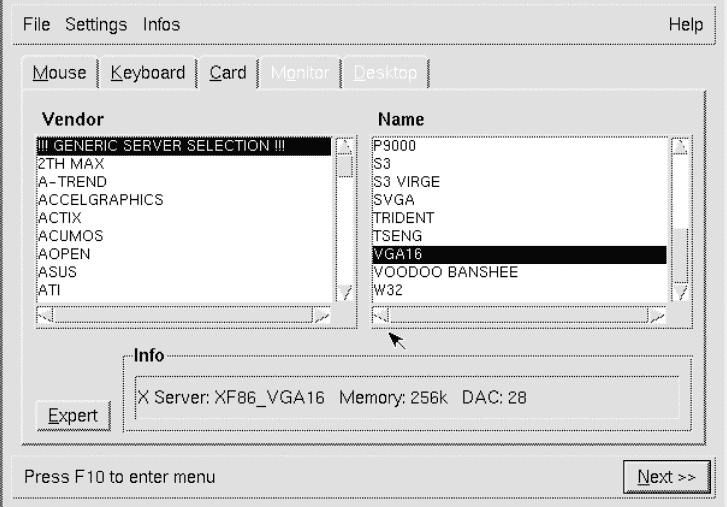 File Settings Infos Help
Mouse Keyboard Card Monitor Desktop
Vendor
!!! GENERIC SERVER SELECTION !!!
2TH MAX
A-TREND
ACCELGRAPHICS
ACTIX
ACUMOS
AOPEN
ASUS
ATI
Name
P9000
S3
S3 VIRGE
SVGA
TRIDENT
TSENG
VGA16
VOODOO BANSHEE
W32
Info
X Server: XF86_VGA16 Memory: 256k DAC: 28
Expert
Press F10 to enter menu
Next >>